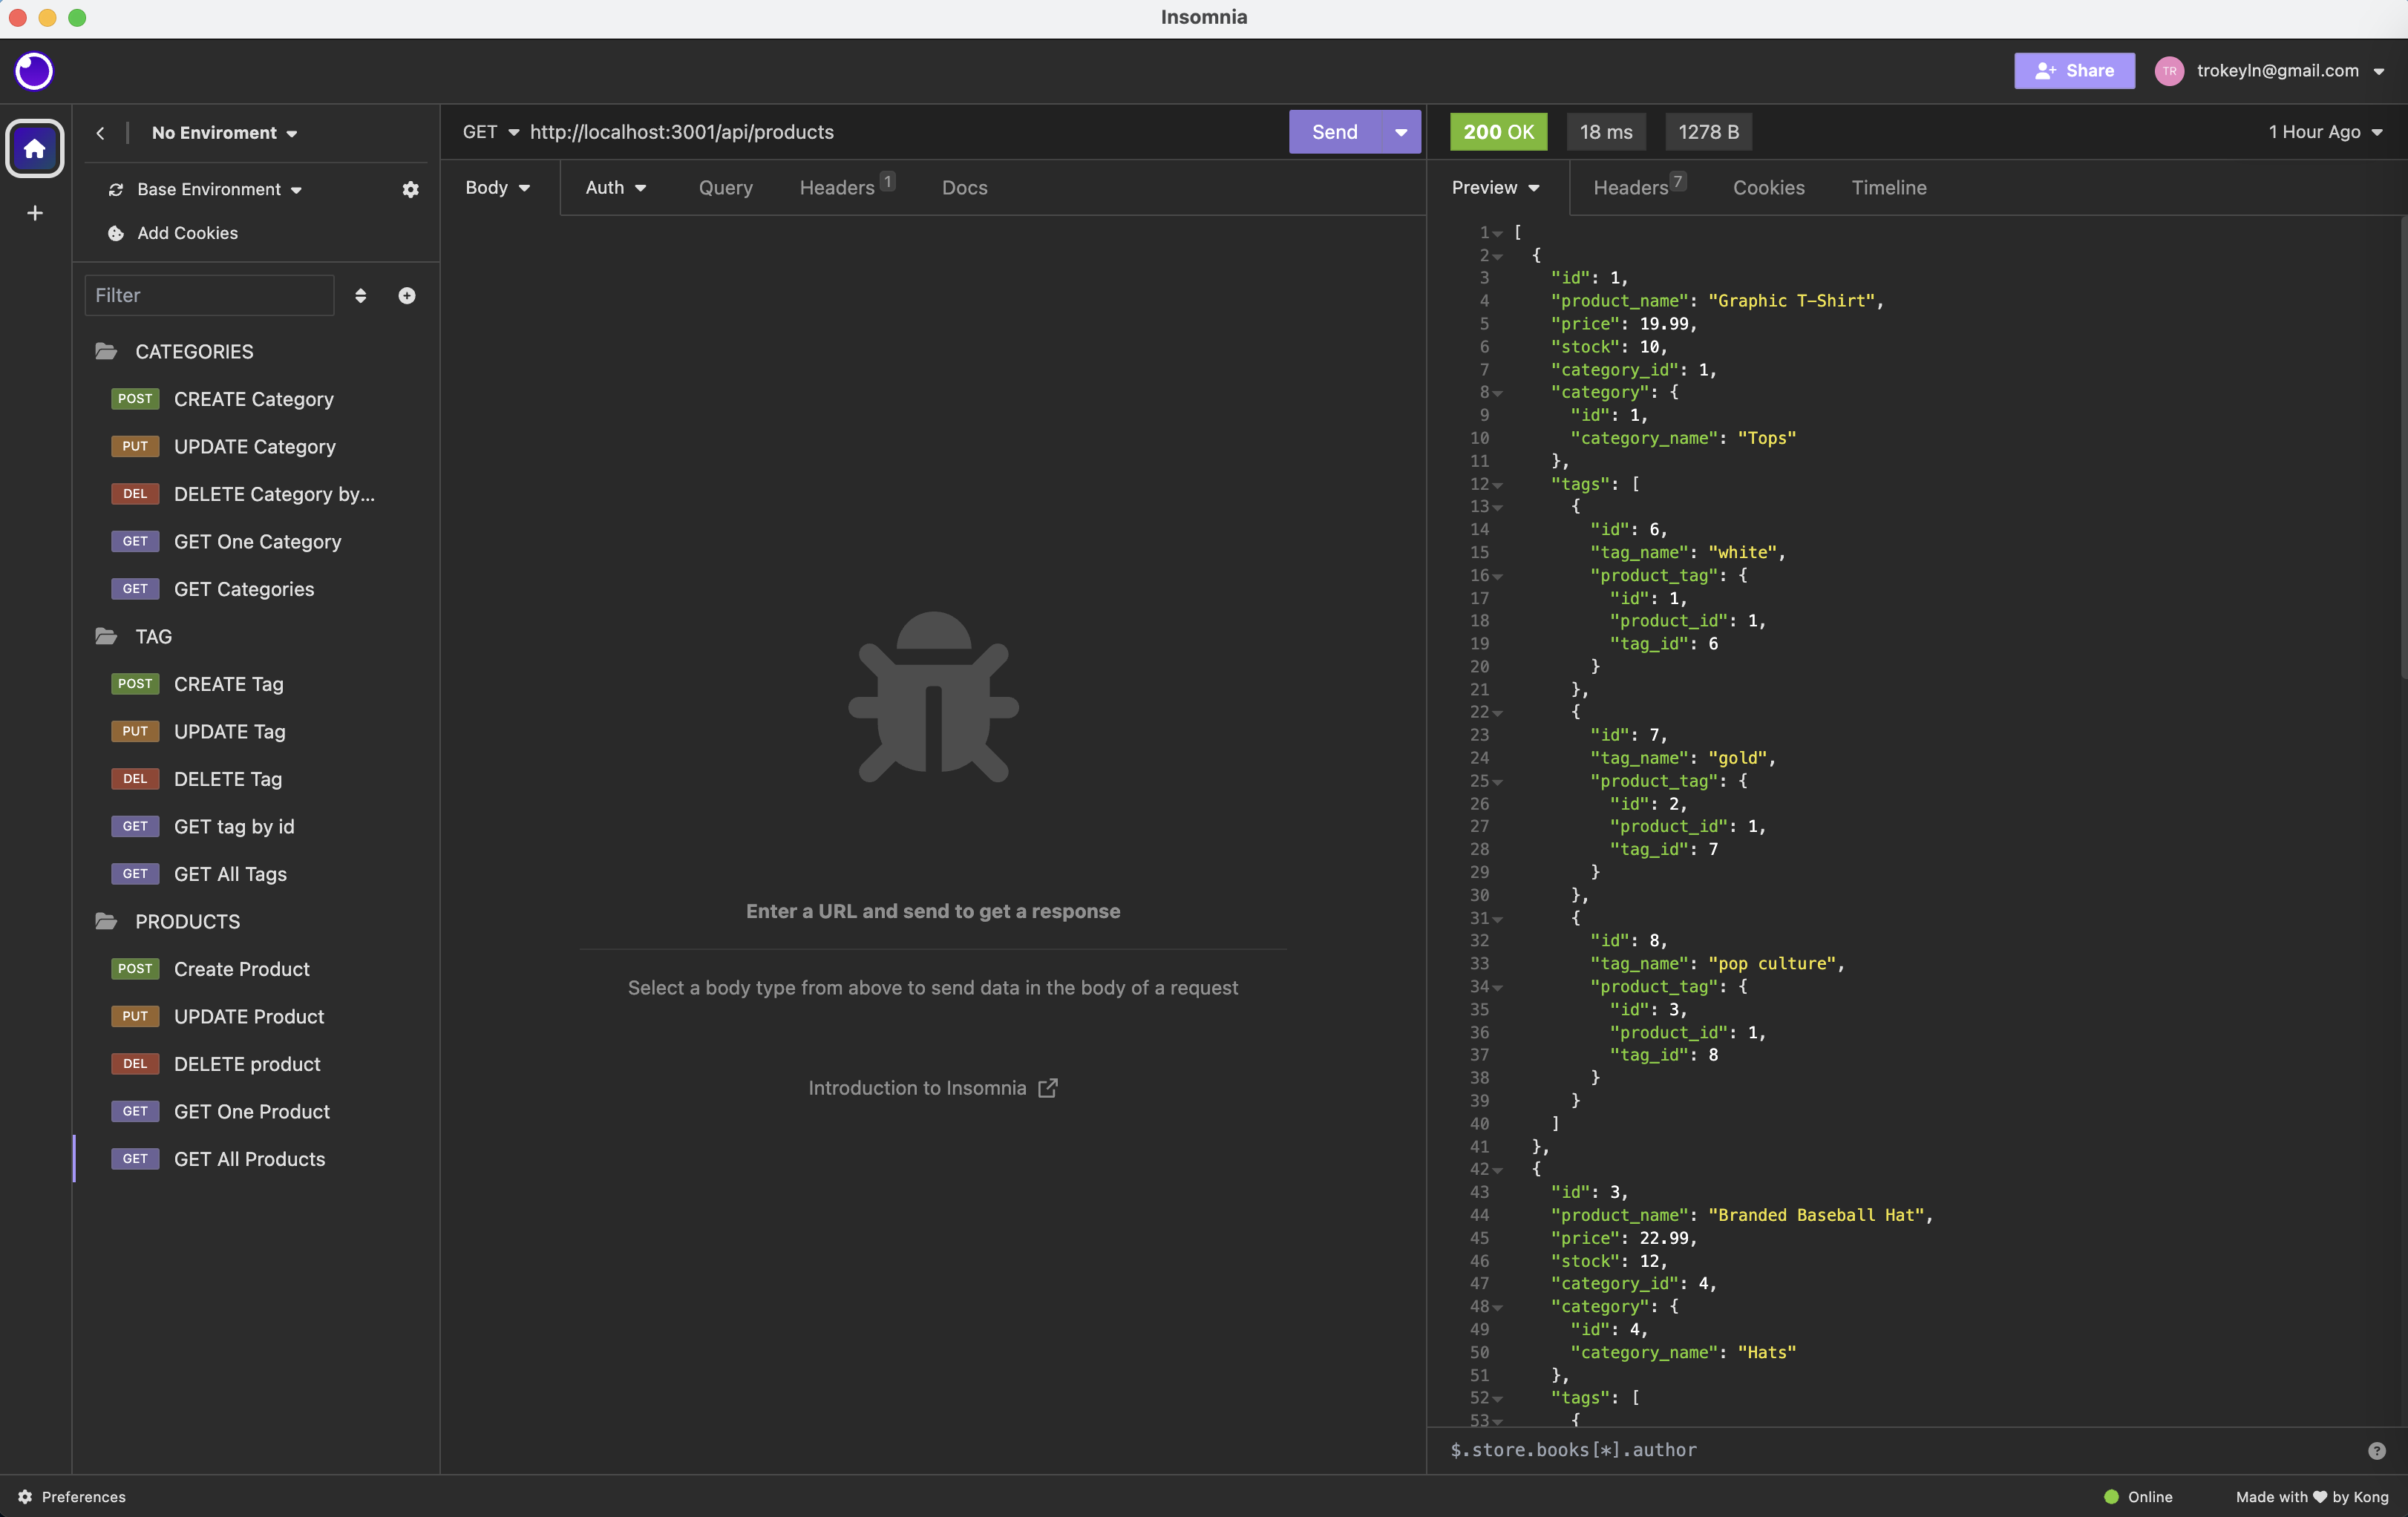 Insomnia
Share
TR
trokeyln@gmail.com
No Enviroment
Base Environment
Add Cookies
Filter
CATEGORIES
POST CREATE Category
PUT UPDATE Category
DEL DELETE Category by...
GET GET One Category
GET GET Categories
TAG
POST CREATE Tag
PUT UPDATE Tag
DEL DELETE Tag
GET GET tag by id
GET GET All Tags
PRODUCTS
POST Create Product
PUT UPDATE Product
DEL DELETE product
GET GET One Product
GET GET All Products
GET http://localhost:3001/api/products
Send
Body Auth Query Headers 1 Docs
Enter a URL and send to get a response
Select a body type from above to send data in the body of a request
Introduction to Insomnia
200 OK 18 ms 1278 B 1 Hour Ago
Preview Headers 7 Cookies Timeline
1 [
2 {
3 "id": 1,
4 "product_name": "Graphic T-Shirt",
5 "price": 19.99,
6 "stock": 10,
7 "category_id": 1,
8 "category": {
9 "id": 1,
10 "category_name": "Tops"
11 },
12 "tags": [
13 {
14 "id": 6,
15 "tag_name": "white",
16 "product_tag": {
17 "id": 1,
18 "product_id": 1,
19 "tag_id": 6
20 }
21 },
22 {
23 "id": 7,
24 "tag_name": "gold",
25 "product_tag": {
26 "id": 2,
27 "product_id": 1,
28 "tag_id": 7
29 }
30 },
31 {
32 "id": 8,
33 "tag_name": "pop culture",
34 "product_tag": {
35 "id": 3,
36 "product_id": 1,
37 "tag_id": 8
38 }
39 }
40 ]
41 },
42 {
43 "id": 3,
44 "product_name": "Branded Baseball Hat",
45 "price": 22.99,
46 "stock": 12,
47 "category_id": 4,
48 "category": {
49 "id": 4,
50 "category_name": "Hats"
51 },
52 "tags": [
53 {
$.store.books[*].author
Preferences
Online
Made with ♥ by Kong